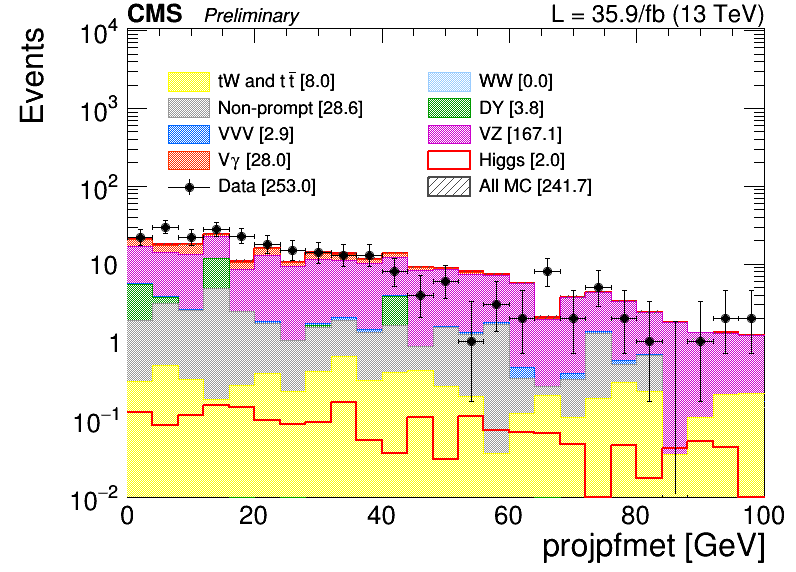 CMS Preliminary L = 35.9/fb (13 TeV)
Events
10⁴
10³
10²
10
1
10⁻¹
10⁻²
tW and tt̄ [8.0] WW [0.0]
Non-prompt [28.6] DY [3.8]
VVV [2.9] VZ [167.1]
Vγ [28.0] Higgs [2.0]
Data [253.0] All MC [241.7]
0 20 40 60 80 100
projpfmet [GeV]